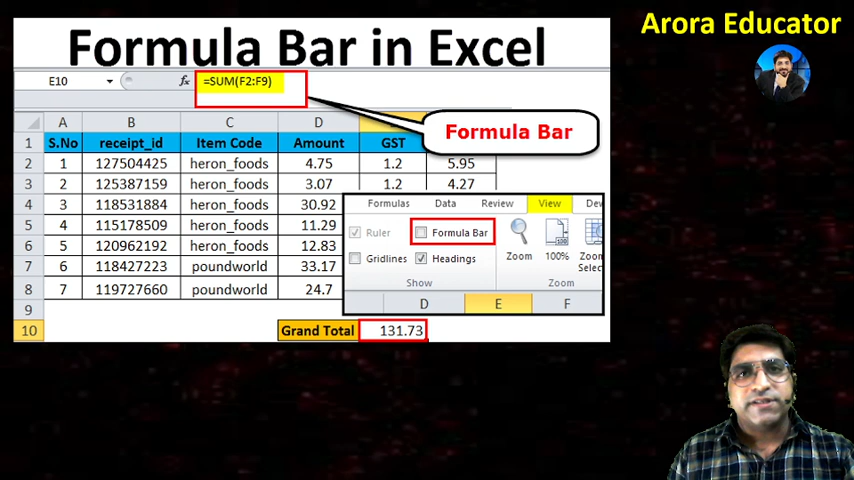 Arora Educator
Formula Bar in Excel
E10 fx =SUM(F2:F9)
Formula Bar
A B C D
1 S.No receipt_id Item Code Amount GST
2 1 127504425 heron_foods 4.75 1.2 5.95
3 2 125387159 heron_foods 3.07 1.2 4.27
4 3 118531884 heron_foods 30.92
5 4 115178509 heron_foods 11.29
6 5 120962192 heron_foods 12.83
7 6 118427223 poundworld 33.17
8 7 119727660 poundworld 24.7
9
10 Grand Total 131.73
Formulas Data Review View Dev
Ruler Formula Bar
Gridlines Headings
Zoom 100% Zoom
Selec
Show Zoom
D E F